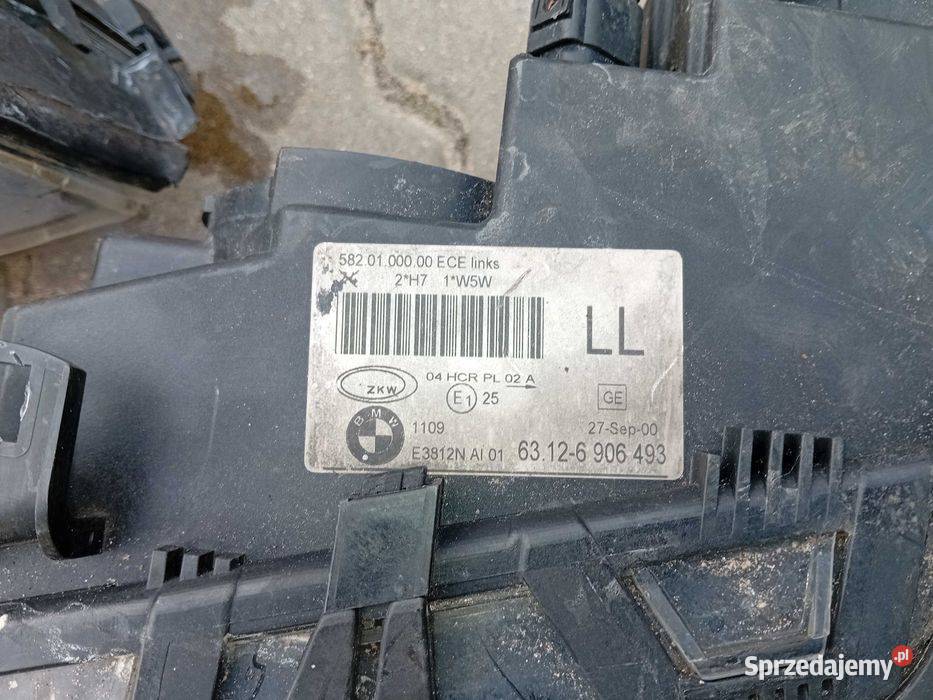 582.01.000.00 ECE links
2*H7 1*W5W
LL
04 HCR PL 02 A
ZKW
E1 25
GE
BMW
1109
27-Sep-00
E3812N AI 01 63.12-6 906 493
Sprzedajemy.pl